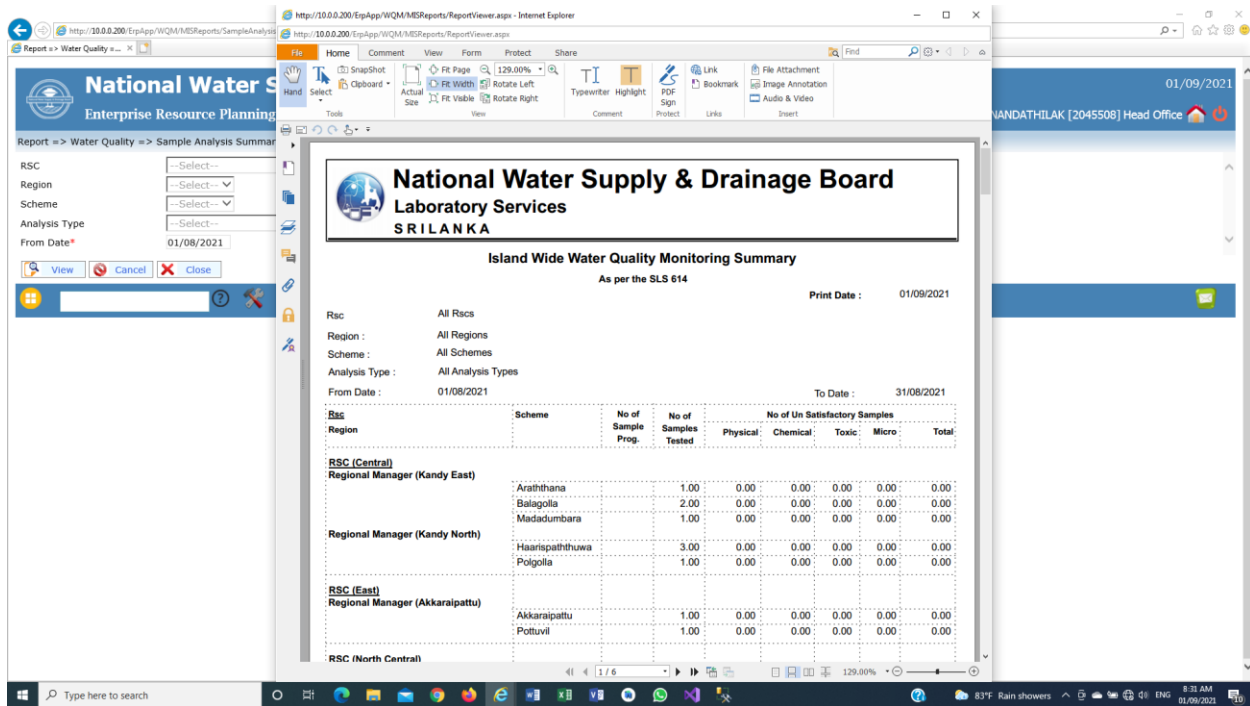 http://10.0.0.200/ErpApp/WQM/MISReports/ReportViewer.aspx - Internet Explorer
http://10.0.0.200/ErpApp/WQM/MISReports/SampleAnalysis
http://10.0.0.200/ErpApp/WQM/MISReports/ReportViewer.aspx
Report => Water Quality =...
File Home Comment View Form Protect Share Find
Hand Select SnapShot Clipboard Tools
Actual Size Fit Page Fit Width Fit Visible 129.00% Rotate Left Rotate Right View
Typewriter Highlight Comment
PDF Sign Protect
Link Bookmark Links
File Attachment Image Annotation Audio & Video Insert
National Water S
Enterprise Resource Planning
01/09/2021
NANDATHILAK [2045508] Head Office
Report => Water Quality => Sample Analysis Summar
RSC --Select--
Region --Select--
Scheme --Select--
Analysis Type --Select--
From Date* 01/08/2021
View Cancel Close
National Water Supply & Drainage Board
Laboratory Services
SRILANKA
Island Wide Water Quality Monitoring Summary
As per the SLS 614
Print Date : 01/09/2021
Rsc All Rscs
Region : All Regions
Scheme : All Schemes
Analysis Type : All Analysis Types
From Date : 01/08/2021 To Date : 31/08/2021
Rsc Region Scheme No of Sample Prog. No of Samples Tested No of Un Satisfactory Samples
Physical Chemical Toxic Micro Total
RSC (Central)
Regional Manager (Kandy East)
Araththana 1.00 0.00 0.00 0.00 0.00 0.00
Balagolla 2.00 0.00 0.00 0.00 0.00 0.00
Madadumbara 1.00 0.00 0.00 0.00 0.00 0.00
Regional Manager (Kandy North)
Haarispaththuwa 3.00 0.00 0.00 0.00 0.00 0.00
Polgolla 1.00 0.00 0.00 0.00 0.00 0.00
RSC (East)
Regional Manager (Akkaraipattu)
Akkaraipattu 1.00 0.00 0.00 0.00 0.00 0.00
Pottuvil 1.00 0.00 0.00 0.00 0.00 0.00
RSC (North Central)
1 / 6 129.00%
Type here to search
83°F Rain showers ENG 8:31 AM
01/09/2021